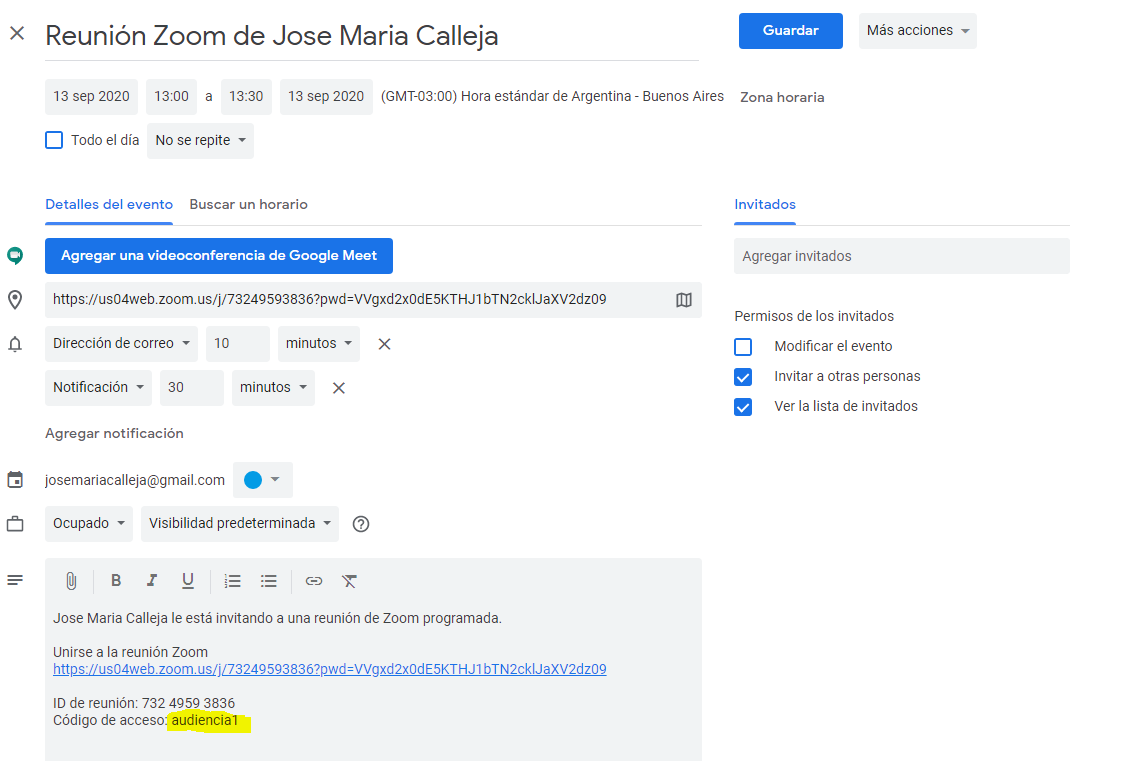 Reunión Zoom de Jose Maria Calleja
Guardar
Más acciones
13 sep 2020 13:00 a 13:30 13 sep 2020 (GMT-03:00) Hora estándar de Argentina - Buenos Aires Zona horaria
Todo el día No se repite
Detalles del evento Buscar un horario
Agregar una videoconferencia de Google Meet
https://us04web.zoom.us/j/73249593836?pwd=VVgxd2x0dE5KTHJ1bTN2cklJaXV2dz09
Dirección de correo 10 minutos
Notificación 30 minutos
Agregar notificación
josemariacalleja@gmail.com
Ocupado Visibilidad predeterminada
B I U
Jose Maria Calleja le está invitando a una reunión de Zoom programada.
Unirse a la reunión Zoom
https://us04web.zoom.us/j/73249593836?pwd=VVgxd2x0dE5KTHJ1bTN2cklJaXV2dz09
ID de reunión: 732 4959 3836
Código de acceso: audiencia1
Invitados
Agregar invitados
Permisos de los invitados
Modificar el evento
Invitar a otras personas
Ver la lista de invitados